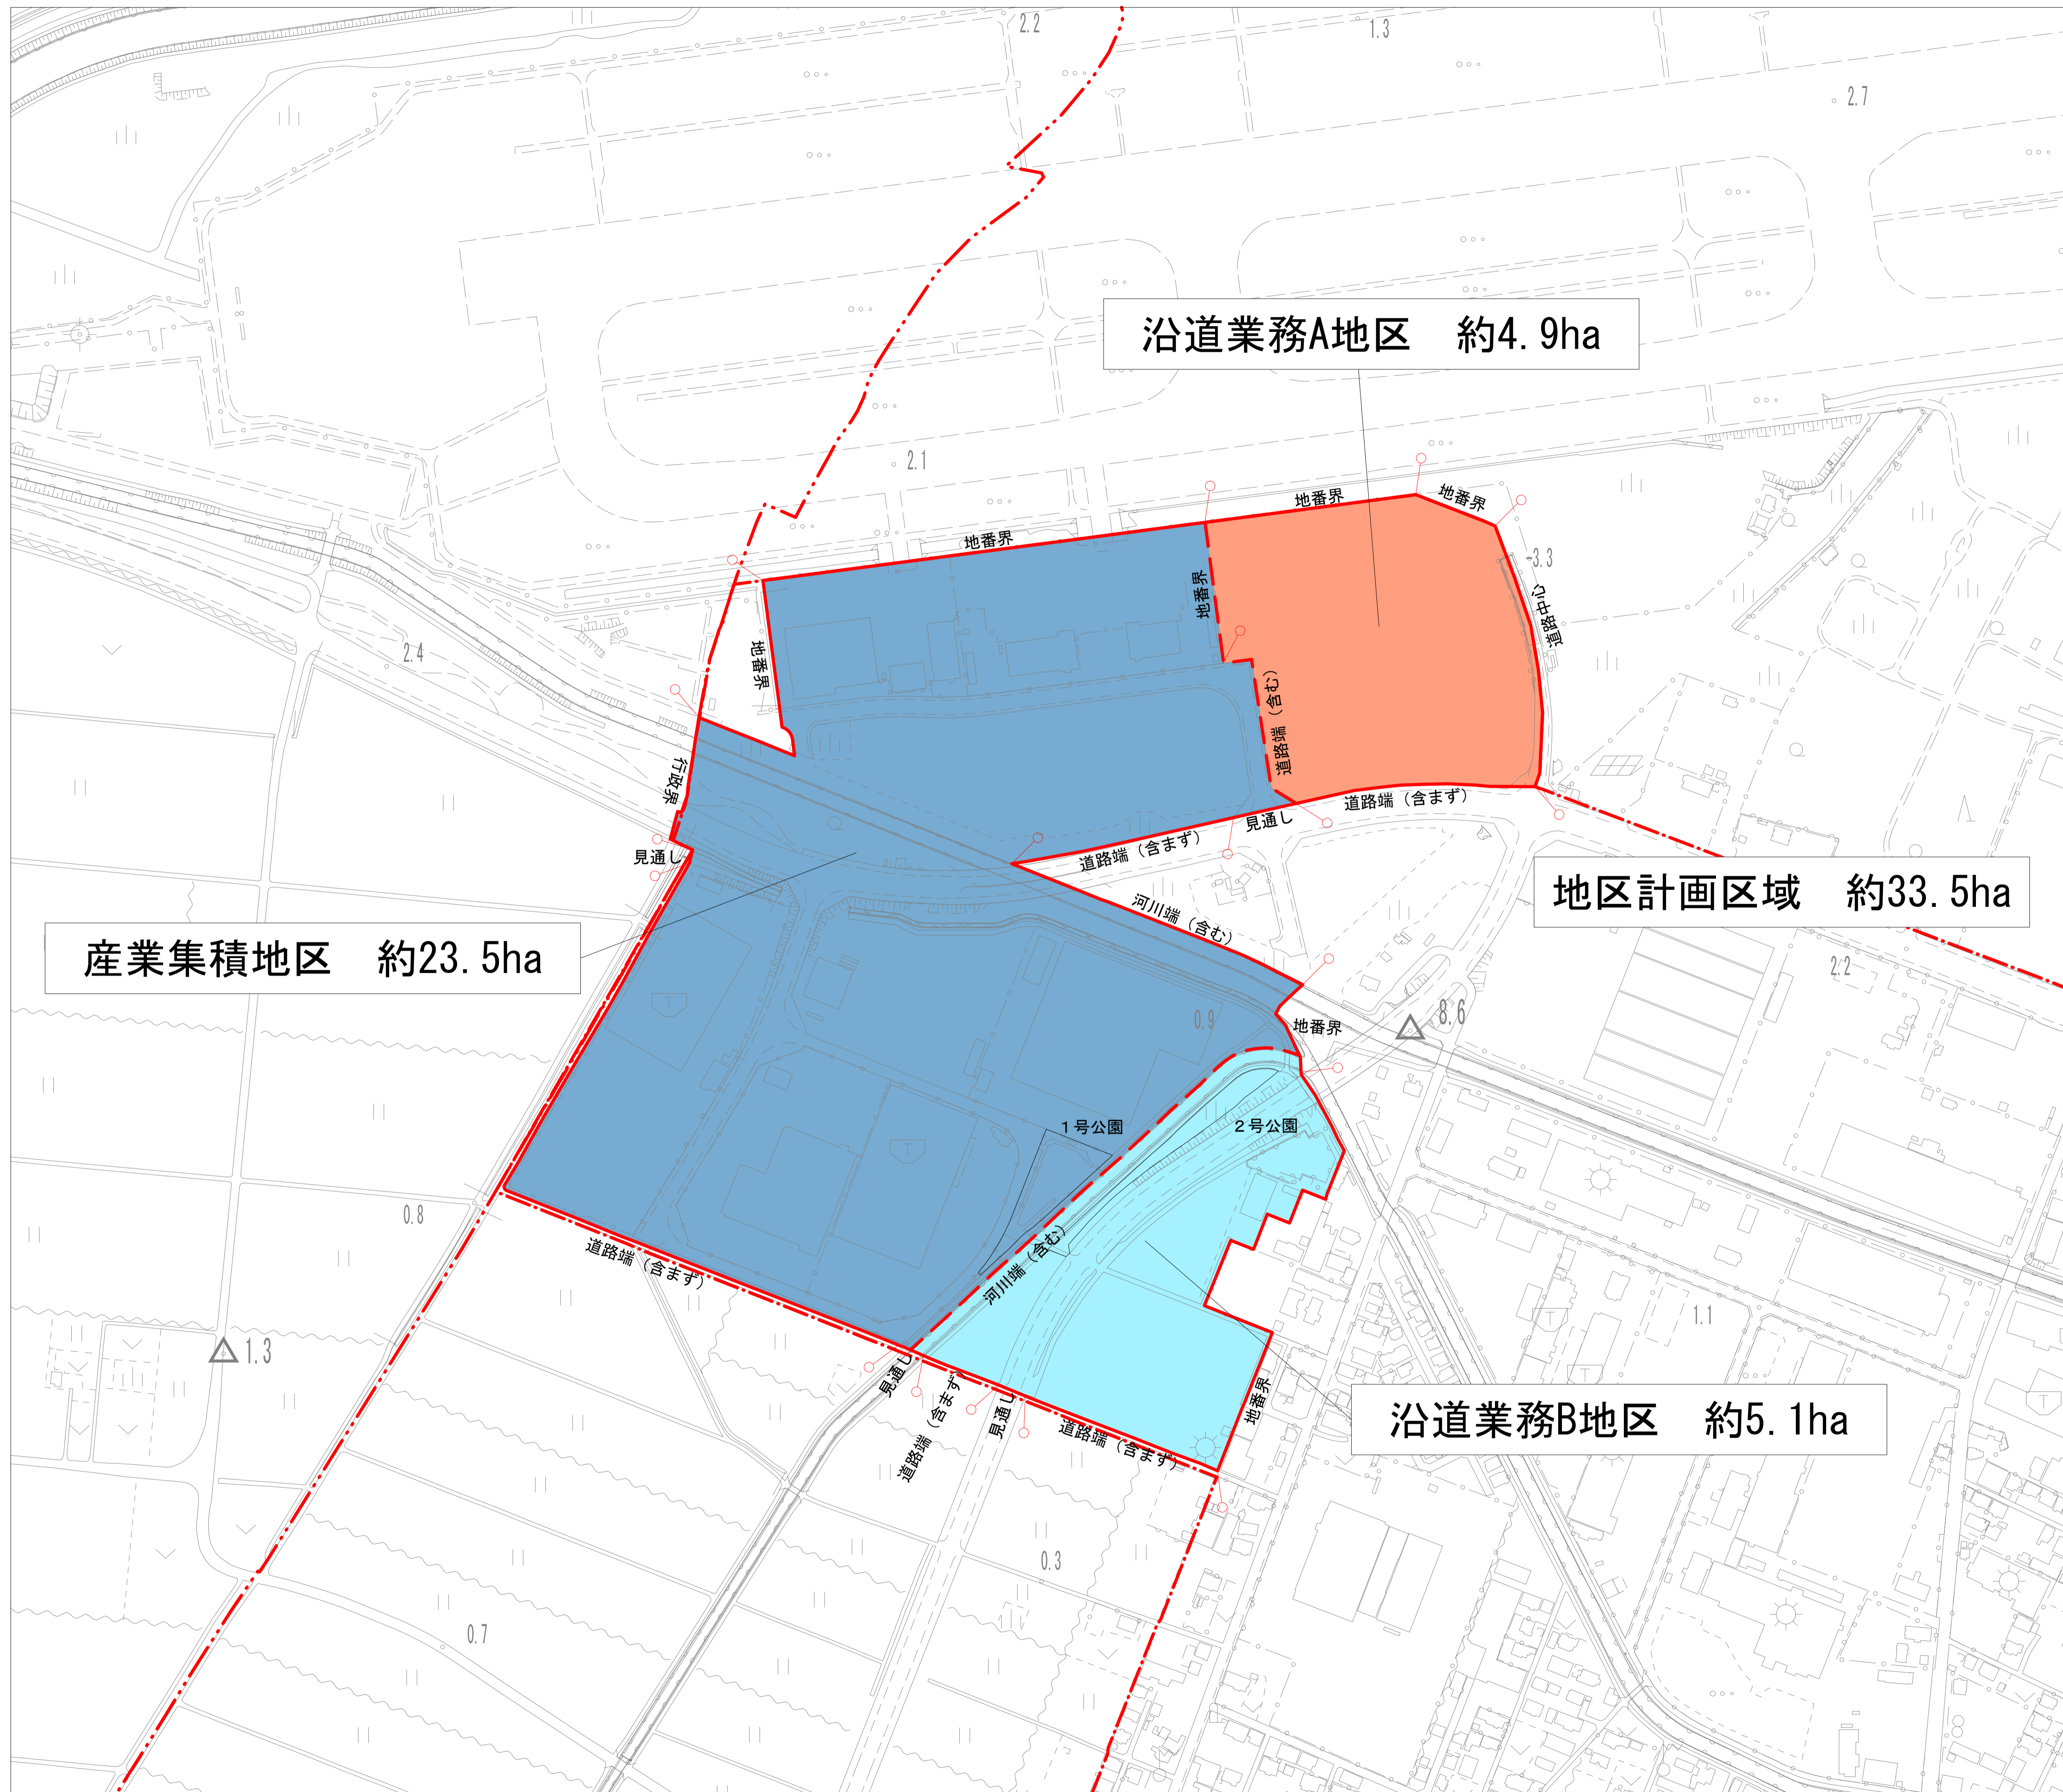 2.2
1.3
2.7
沿道業務A地区　約4.9ha
2.1
地番界
地番界
地番界
-3.3
地番界
道路中心
2.4
地番界
道路端（含む）
行政界
道路端（含まず）
見通し
道路端（含まず）
見通し
地区計画区域　約33.5ha
河川端（含む）
産業集積地区　約23.5ha
2.2
0.9
地番界
8.6
1号公園
2号公園
0.8
道路端（含まず）
河川端（含む）
1.1
1.3
見通し
道路端（含まず）
見通し
道路端（含まず）
地番界
沿道業務B地区　約5.1ha
0.3
0.7